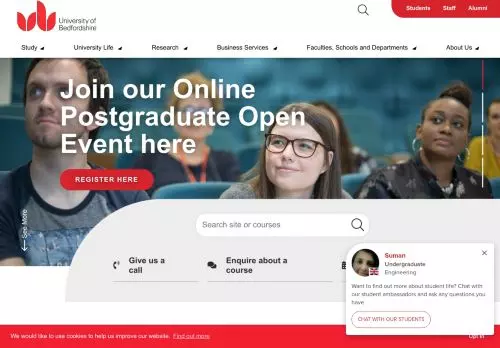 University of
Bedfordshire
Students Staff Alumni
Study University Life Research Business Services Faculties, Schools and Departments About Us
Join our Online
Postgraduate Open
Event here
REGISTER HERE
See More
Search site or courses
Give us a
call
Enquire about a
course
Suman
Undergraduate
Engineering
Want to find out more about student life? Chat with
our student ambassadors and ask any questions you
have
CHAT WITH OUR STUDENTS
We would like to use cookies to help us improve our website. Find out more
Opt in